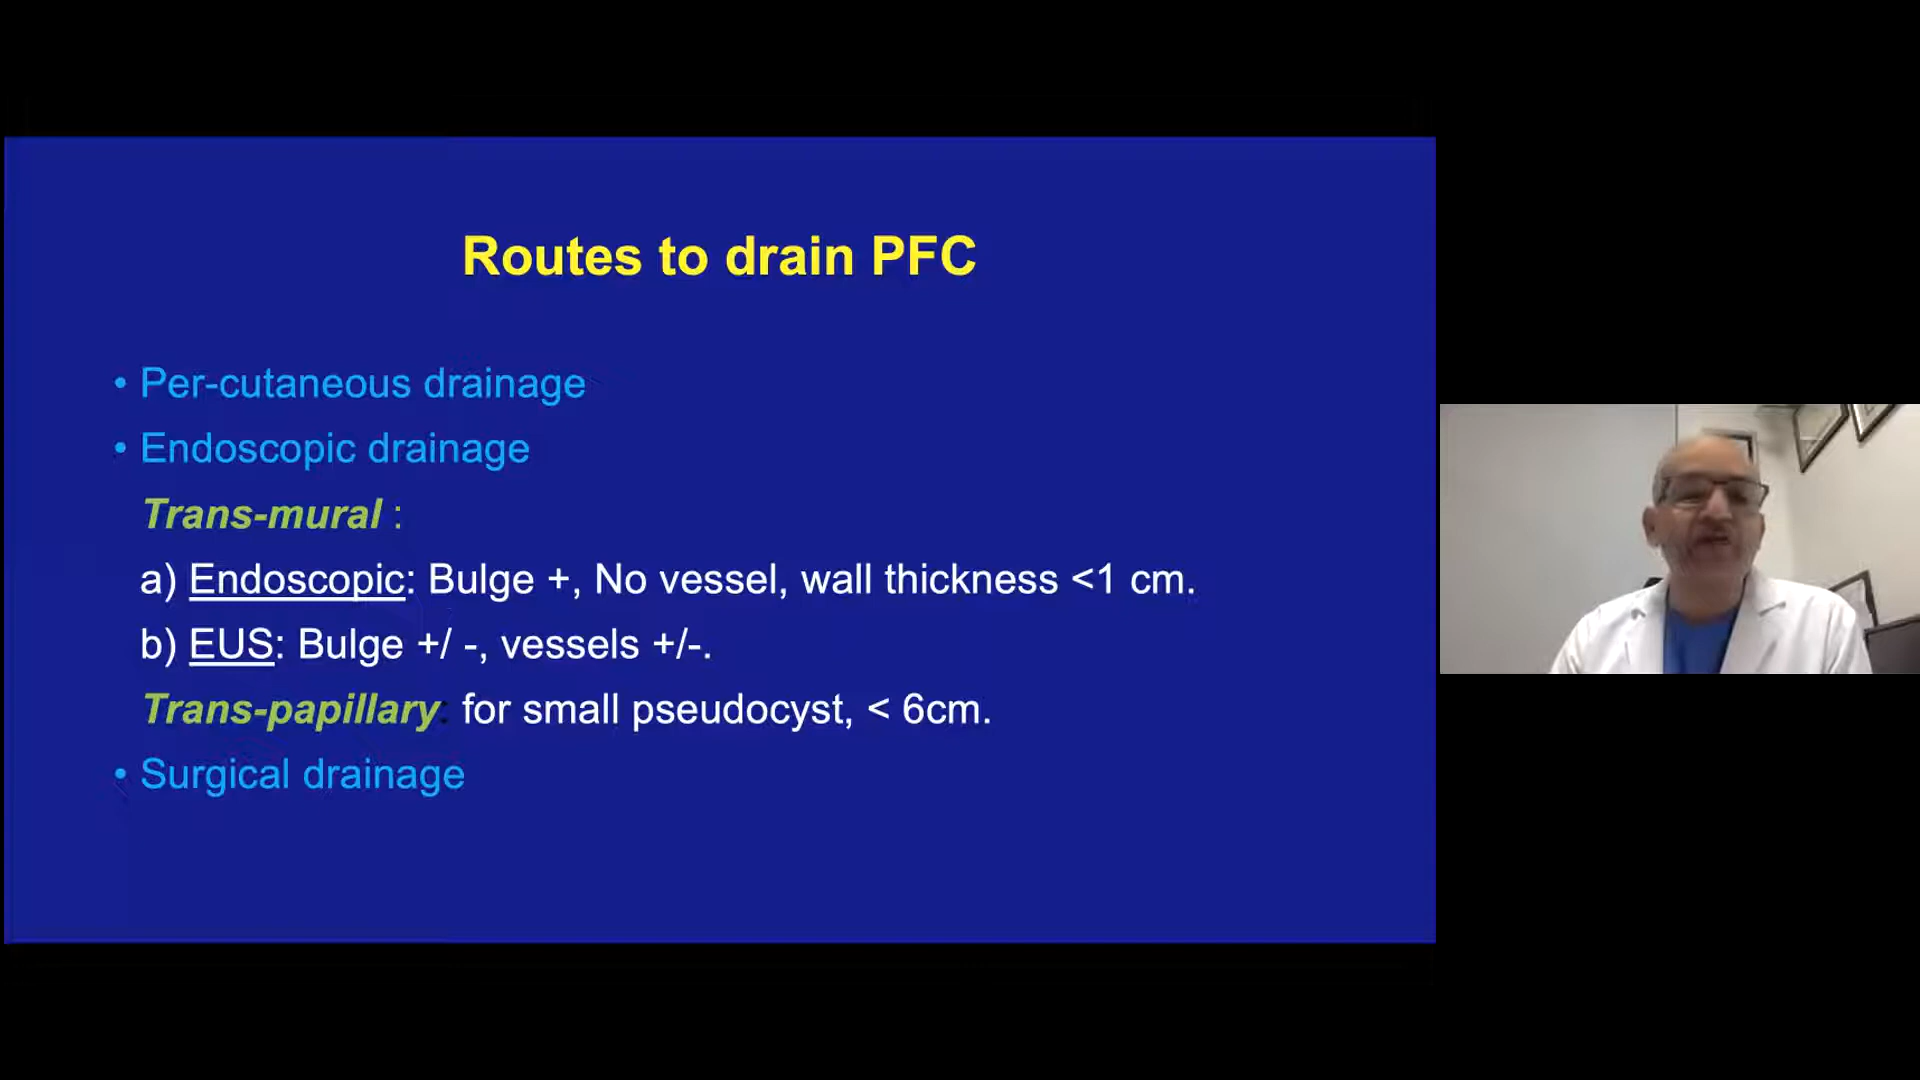 Routes to drain PFC
• Per-cutaneous drainage
• Endoscopic drainage
Trans-mural :
a) Endoscopic: Bulge +, No vessel, wall thickness <1 cm.
b) EUS: Bulge +/ -, vessels +/-.
Trans-papillary: for small pseudocyst, < 6cm.
• Surgical drainage